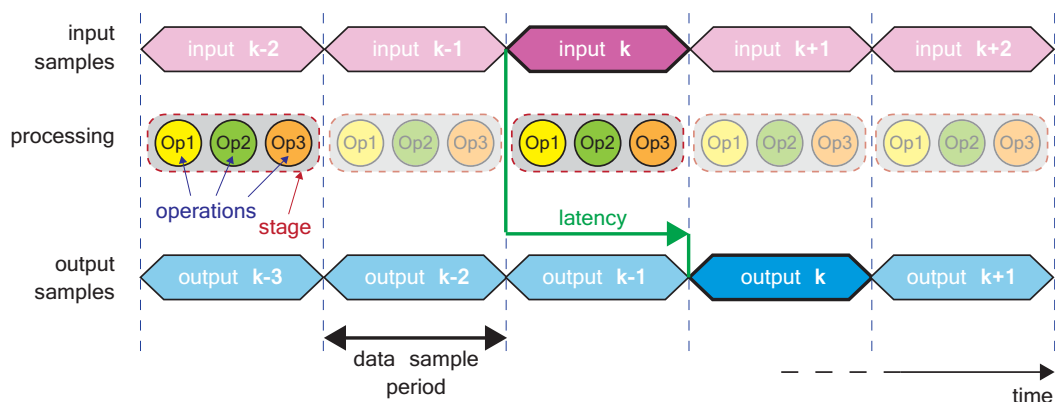 input samples
input k-2
input k-1
input k
input k+1
input k+2
processing
Op1 Op2 Op3
Op1 Op2 Op3
Op1 Op2 Op3
Op1 Op2 Op3
Op1 Op2 Op3
operations
stage
latency
output samples
output k-3
output k-2
output k-1
output k
output k+1
data sample
period
time